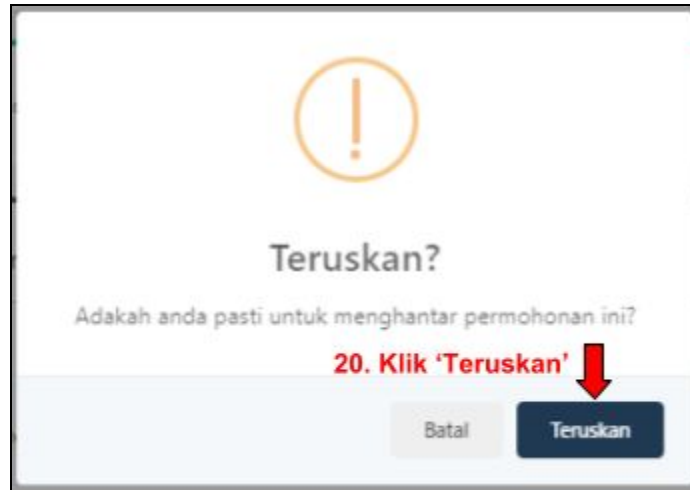 Teruskan?
Adakah anda pasti untuk menghantar permohonan ini?
20. Klik ‘Teruskan’
Batal
Teruskan